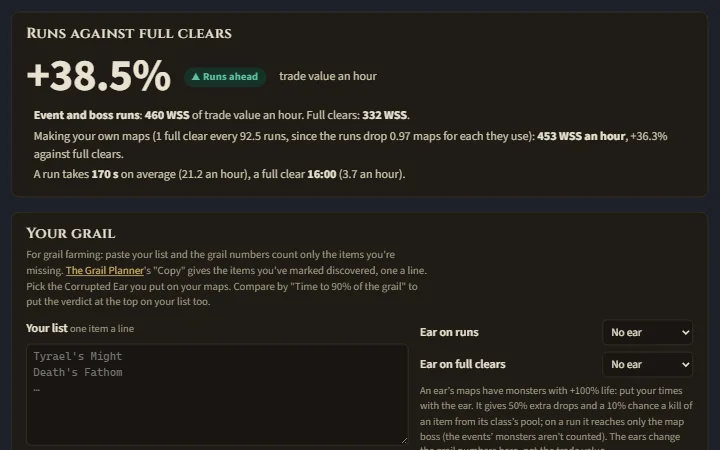 Runs against full clears
+38.5% ▲ Runs ahead trade value an hour
Event and boss runs: 460 WSS of trade value an hour. Full clears: 332 WSS.
Making your own maps (1 full clear every 92.5 runs, since the runs drop 0.97 maps for each they use): 453 WSS an hour, +36.3%
against full clears.
A run takes 170 s on average (21.2 an hour), a full clear 16:00 (3.7 an hour).
Your grail
For grail farming: paste your list and the grail numbers count only the items you're
missing. The Grail Planner's "Copy" gives the items you've marked discovered, one a line.
Pick the Corrupted Ear you put on your maps. Compare by "Time to 90% of the grail" to
put the verdict at the top on your list too.
Your list one item a line
Tyrael's Might
Death's Fathom
…
Ear on runs No ear
Ear on full clears No ear
An ear's maps have monsters with +100% life: put your times
with the ear. It gives 50% extra drops and a 10% chance a kill of
an item from its class's pool; on a run it reaches only the map
boss (the events' monsters aren't counted). The ears change